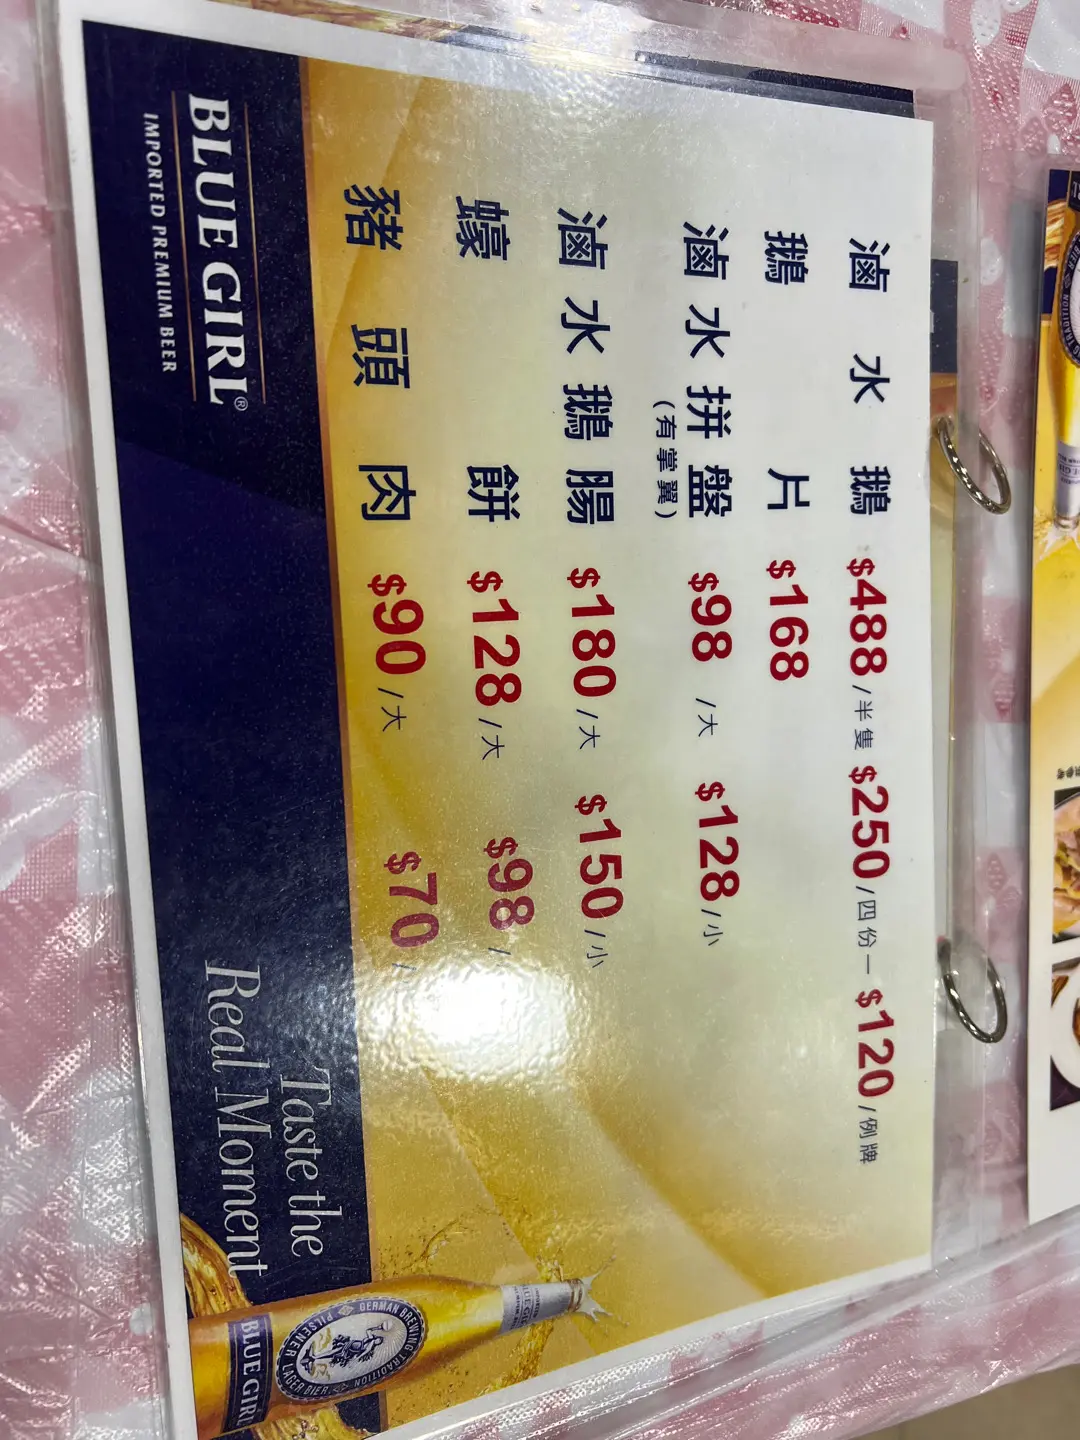 滷水鵝 $488/半隻 $250/四份一 $120/例牌
鵝片 $168
滷水拼盤 $98/大 $128/小
(有掌翼)
滷水鵝腸 $180/大 $150/小
蠔餅 $128/大 $98/
豬頭肉 $90/大 $70/
BLUE GIRL®
IMPORTED PREMIUM BEER
Taste the
Real Moment
BLUE GIRL
GERMAN BREWING TRADITION
PILSENER LAGER BIER
BLUE GIRL